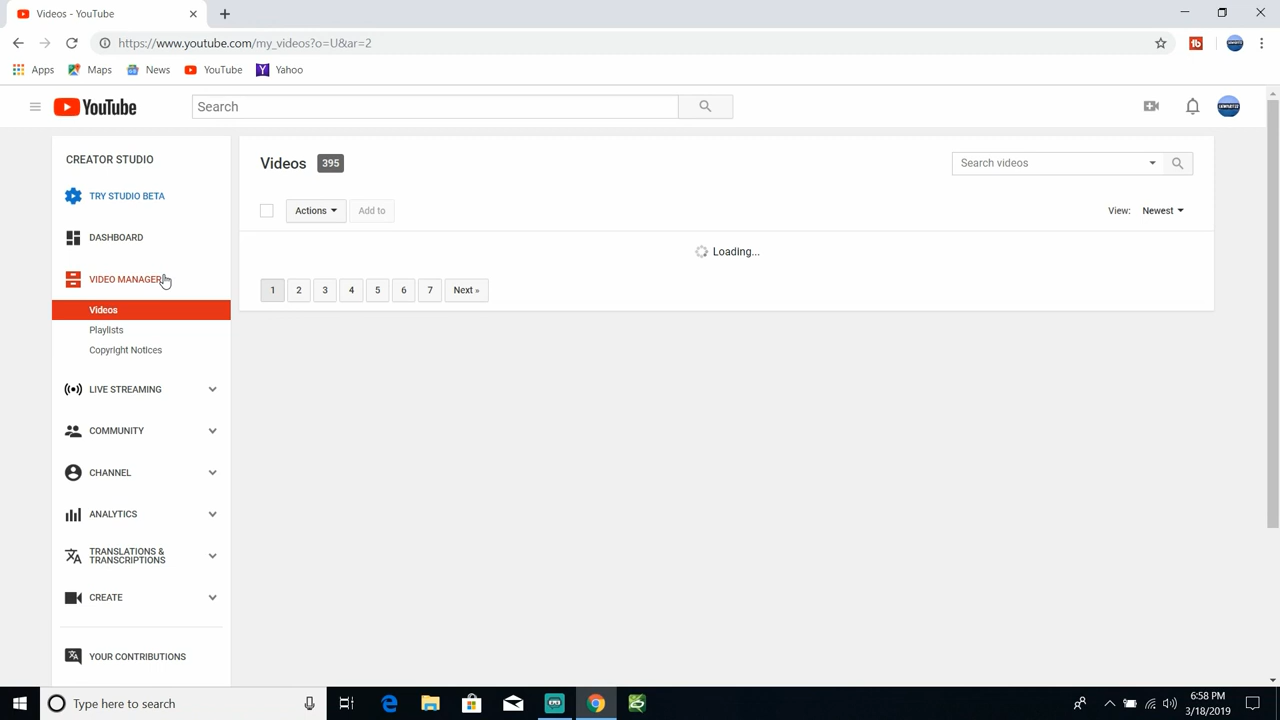 Videos - YouTube
https://www.youtube.com/my_videos?o=U&ar=2
Apps
Maps
News
YouTube
Yahoo
YouTube
Search
CREATOR STUDIO
TRY STUDIO BETA
DASHBOARD
VIDEO MANAGER
Videos
Playlists
Copyright Notices
LIVE STREAMING
COMMUNITY
CHANNEL
ANALYTICS
TRANSLATIONS &
TRANSCRIPTIONS
CREATE
YOUR CONTRIBUTIONS
Videos 395
Search videos
Actions
Add to
View: Newest
Loading...
1 2 3 4 5 6 7 Next »
Type here to search
6:58 PM
3/18/2019